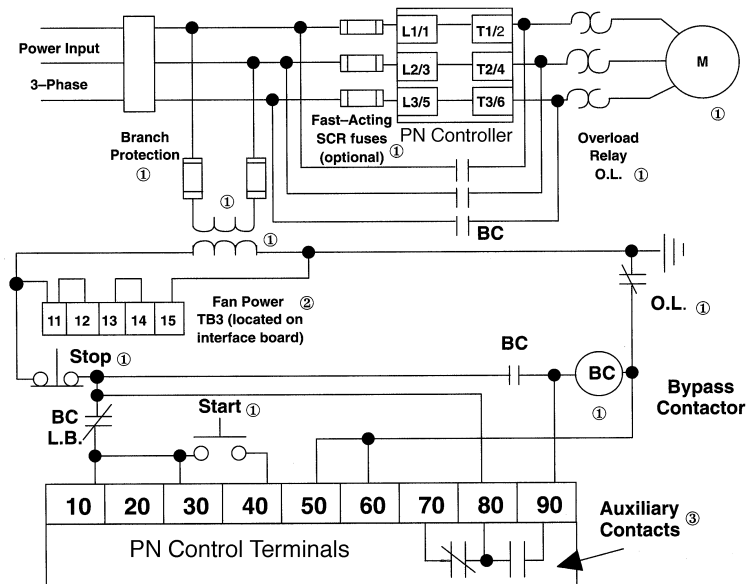 Power Input
3–Phase
L1/1 T1/2
L2/3 T2/4
L3/5 T3/6
M
①
PN Controller
Fast–Acting
SCR fuses
(optional) ①
Branch
Protection
①
Overload
Relay
O.L. ①
①
BC
①
Fan Power ②
TB3 (located on
interface board)
11 12 13 14 15
O.L. ①
Stop ①
BC
BC
①
Bypass
Contactor
BC
L.B.
Start ①
10 20 30 40 50 60 70 80 90
PN Control Terminals
Auxiliary
Contacts ③